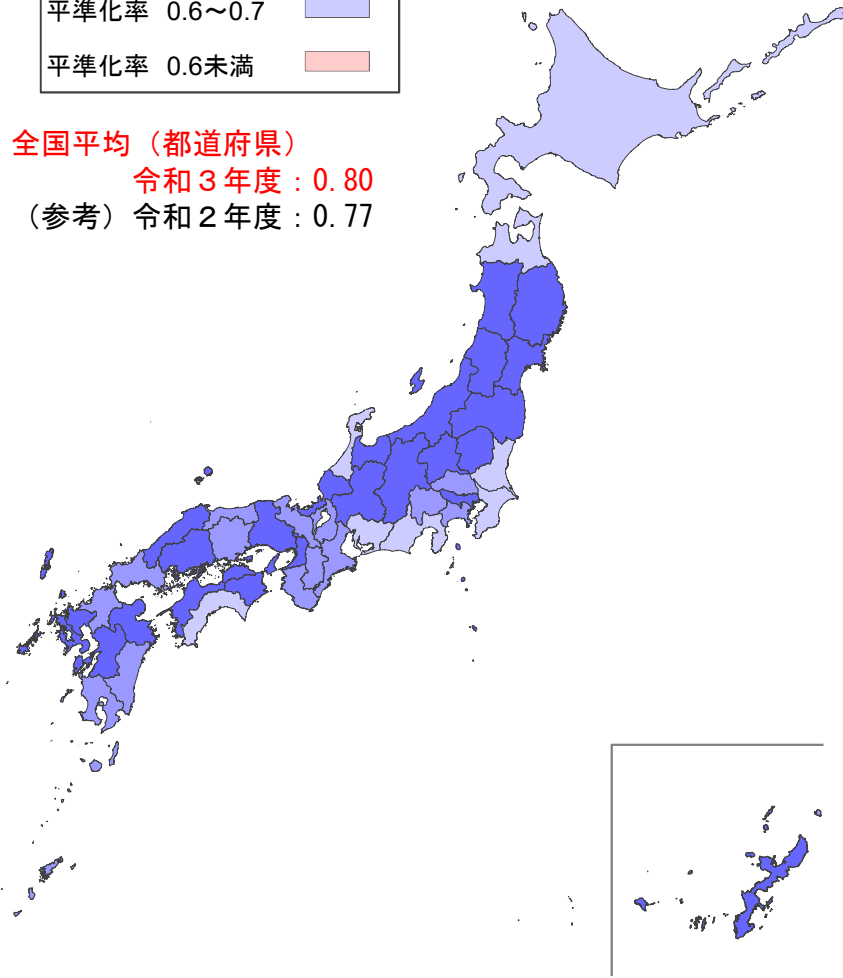 平準化率 0.6～0.7
平準化率 0.6未満
全国平均（都道府県）
令和３年度：0.80
（参考）令和２年度：0.77